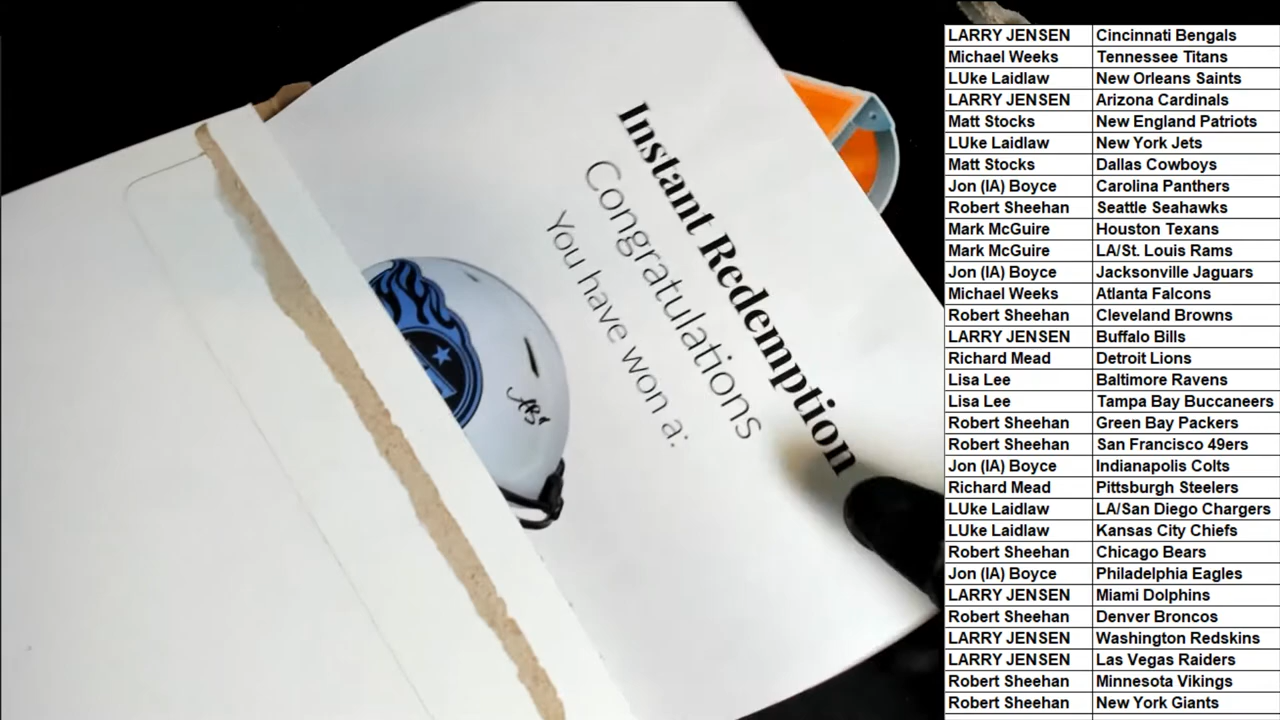 Instant Redemption
Congratulations
You have won a:
LARRY JENSEN Cincinnati Bengals
Michael Weeks Tennessee Titans
LUke Laidlaw New Orleans Saints
LARRY JENSEN Arizona Cardinals
Matt Stocks New England Patriots
LUke Laidlaw New York Jets
Matt Stocks Dallas Cowboys
Jon (IA) Boyce Carolina Panthers
Robert Sheehan Seattle Seahawks
Mark McGuire Houston Texans
Mark McGuire LA/St. Louis Rams
Jon (IA) Boyce Jacksonville Jaguars
Michael Weeks Atlanta Falcons
Robert Sheehan Cleveland Browns
LARRY JENSEN Buffalo Bills
Richard Mead Detroit Lions
Lisa Lee Baltimore Ravens
Lisa Lee Tampa Bay Buccaneers
Robert Sheehan Green Bay Packers
Robert Sheehan San Francisco 49ers
Jon (IA) Boyce Indianapolis Colts
Richard Mead Pittsburgh Steelers
LUke Laidlaw LA/San Diego Chargers
LUke Laidlaw Kansas City Chiefs
Robert Sheehan Chicago Bears
Jon (IA) Boyce Philadelphia Eagles
LARRY JENSEN Miami Dolphins
Robert Sheehan Denver Broncos
LARRY JENSEN Washington Redskins
LARRY JENSEN Las Vegas Raiders
Robert Sheehan Minnesota Vikings
Robert Sheehan New York Giants